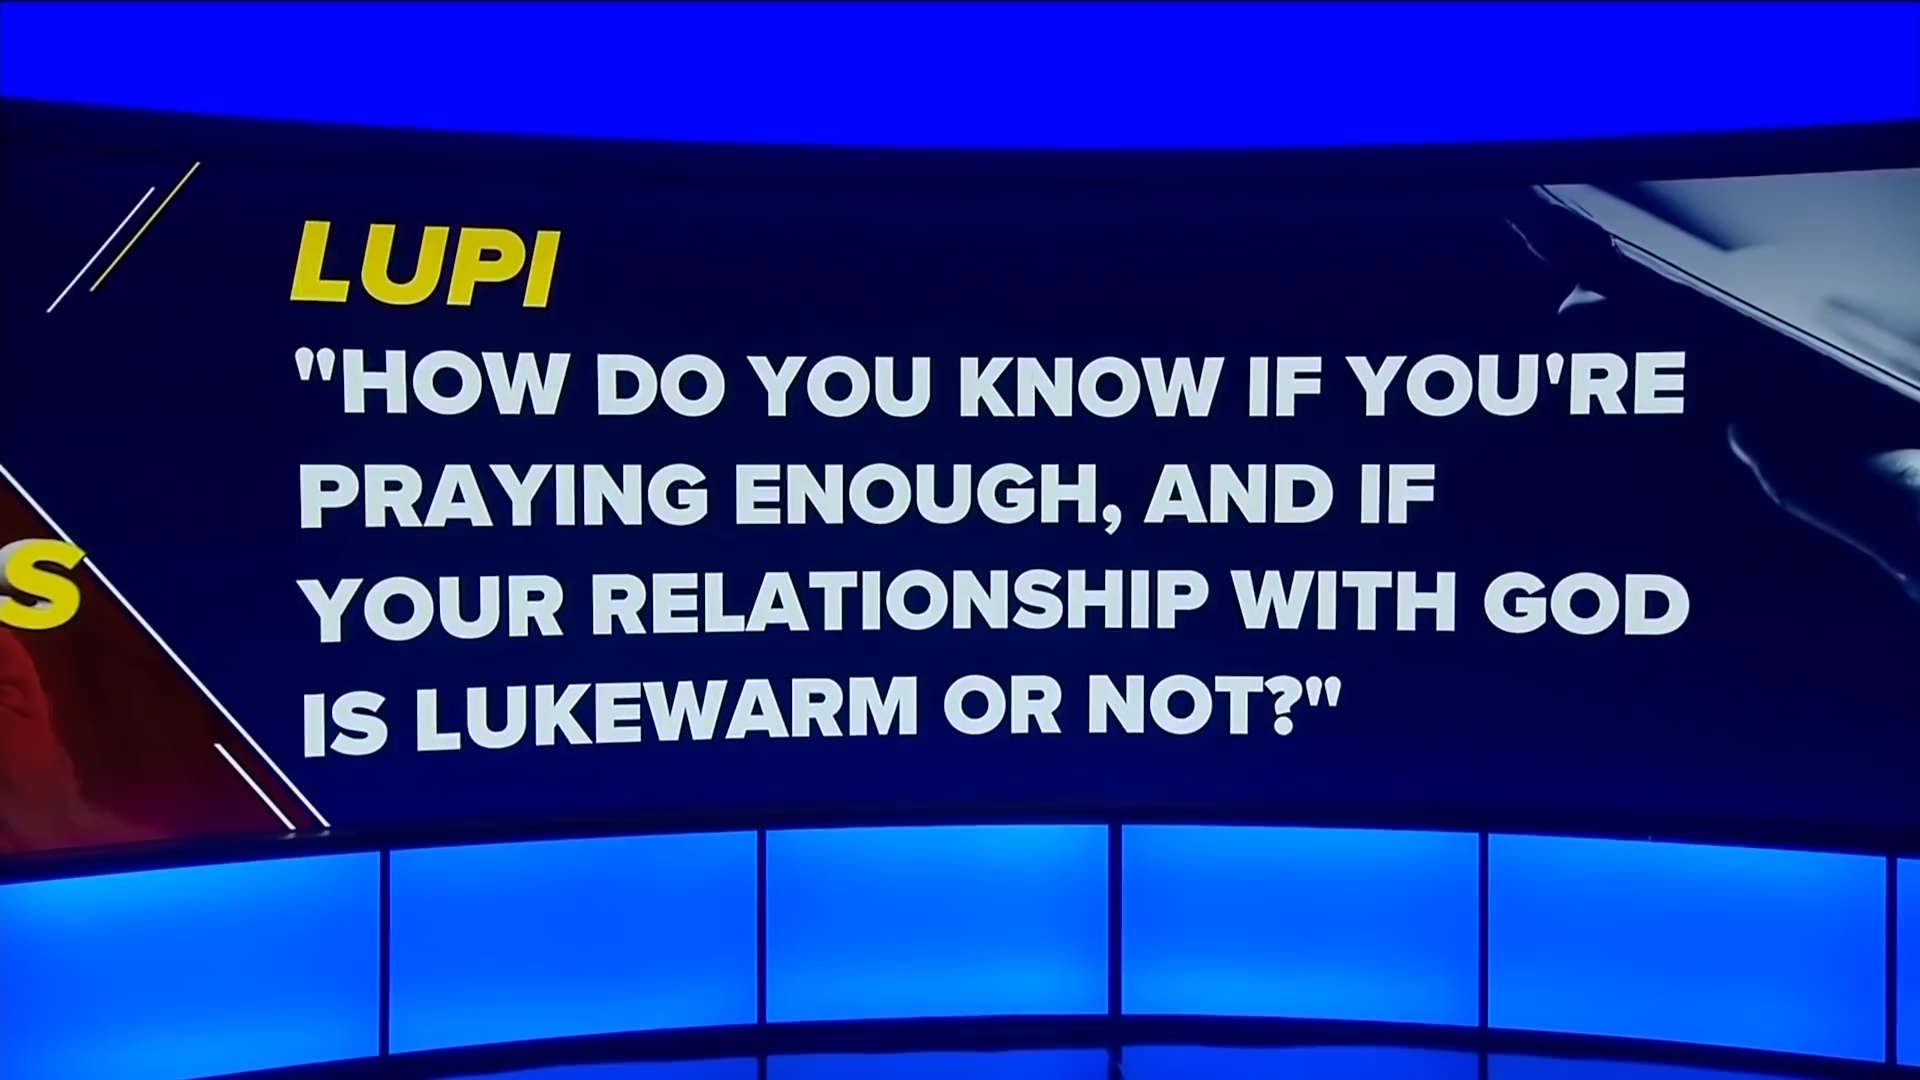 LUPI
"HOW DO YOU KNOW IF YOU'RE
PRAYING ENOUGH, AND IF
YOUR RELATIONSHIP WITH GOD
IS LUKEWARM OR NOT?"
S